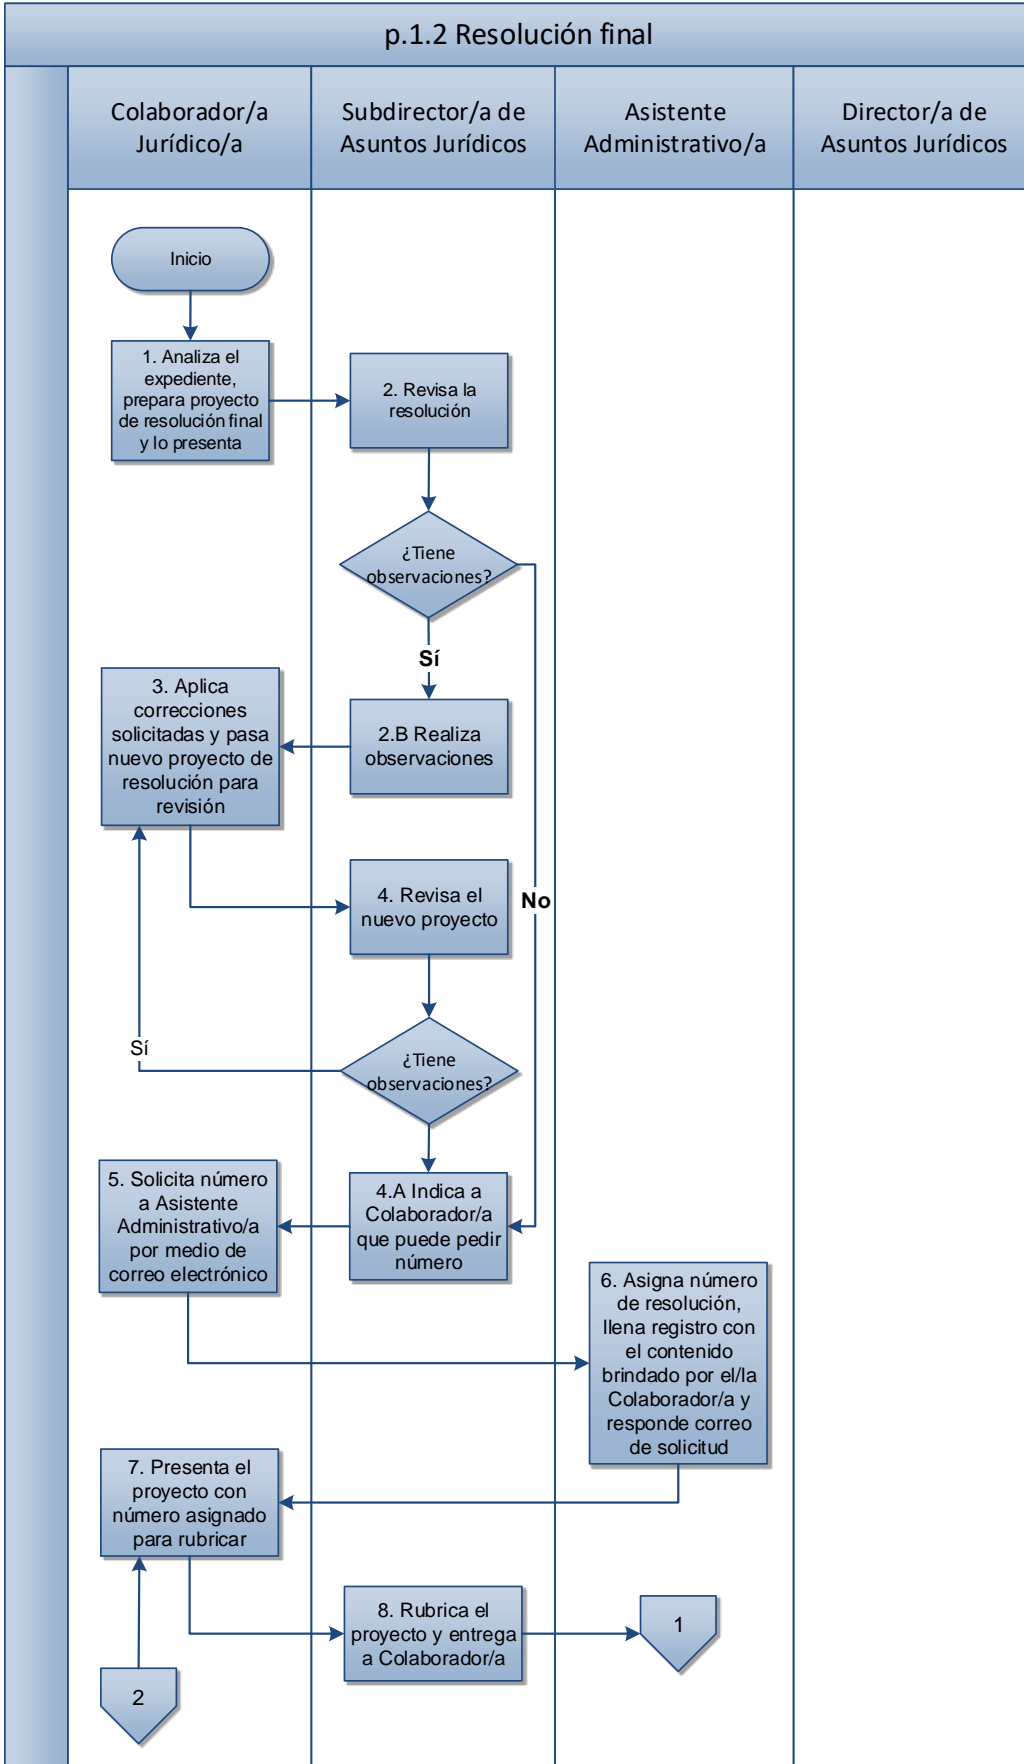 p.1.2 Resolución final
Colaborador/a
Jurídico/a
Subdirector/a de
Asuntos Jurídicos
Asistente
Administrativo/a
Director/a de
Asuntos Jurídicos
Inicio
1. Analiza el
expediente,
prepara proyecto
de resolución final
y lo presenta
2. Revisa la
resolución
¿Tiene
observaciones?
Sí
2.B Realiza
observaciones
3. Aplica
correcciones
solicitadas y pasa
nuevo proyecto de
resolución para
revisión
4. Revisa el
nuevo proyecto
No
¿Tiene
observaciones?
Sí
4.A Indica a
Colaborador/a
que puede pedir
número
5. Solicita número
a Asistente
Administrativo/a
por medio de
correo electrónico
6. Asigna número
de resolución,
llena registro con
el contenido
brindado por el/la
Colaborador/a y
responde correo
de solicitud
7. Presenta el
proyecto con
número asignado
para rubricar
8. Rubrica el
proyecto y entrega
a Colaborador/a
1
2